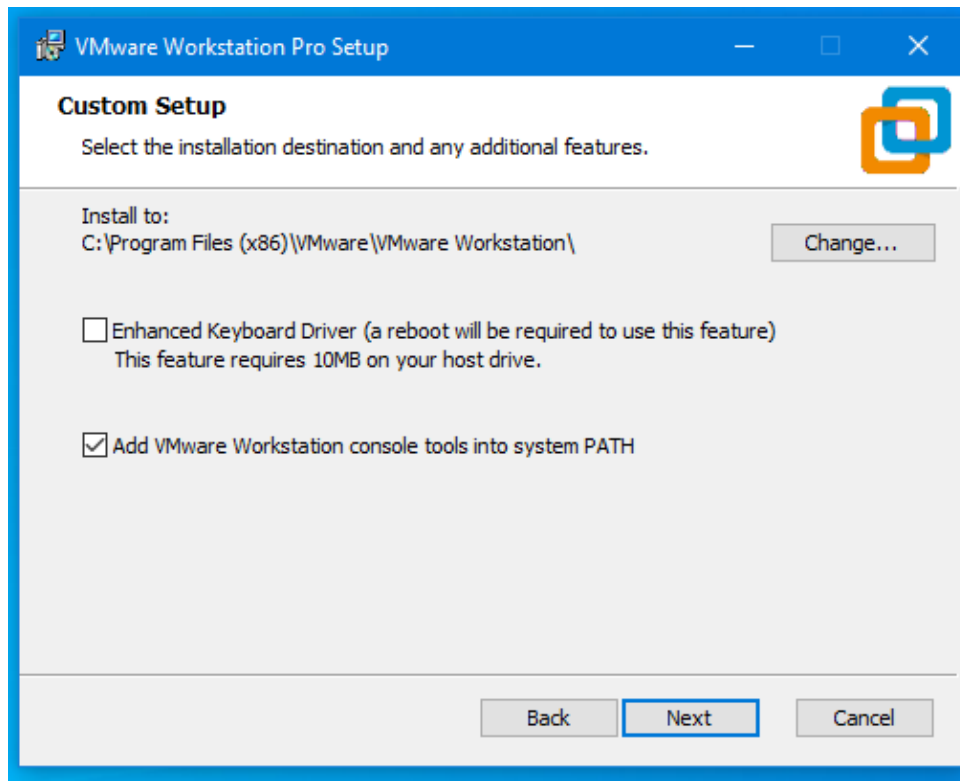 VMware Workstation Pro Setup
Custom Setup
Select the installation destination and any additional features.
Install to:
C:\Program Files (x86)\VMware\VMware Workstation\
Change...
Enhanced Keyboard Driver (a reboot will be required to use this feature)
This feature requires 10MB on your host drive.
Add VMware Workstation console tools into system PATH
Back
Next
Cancel